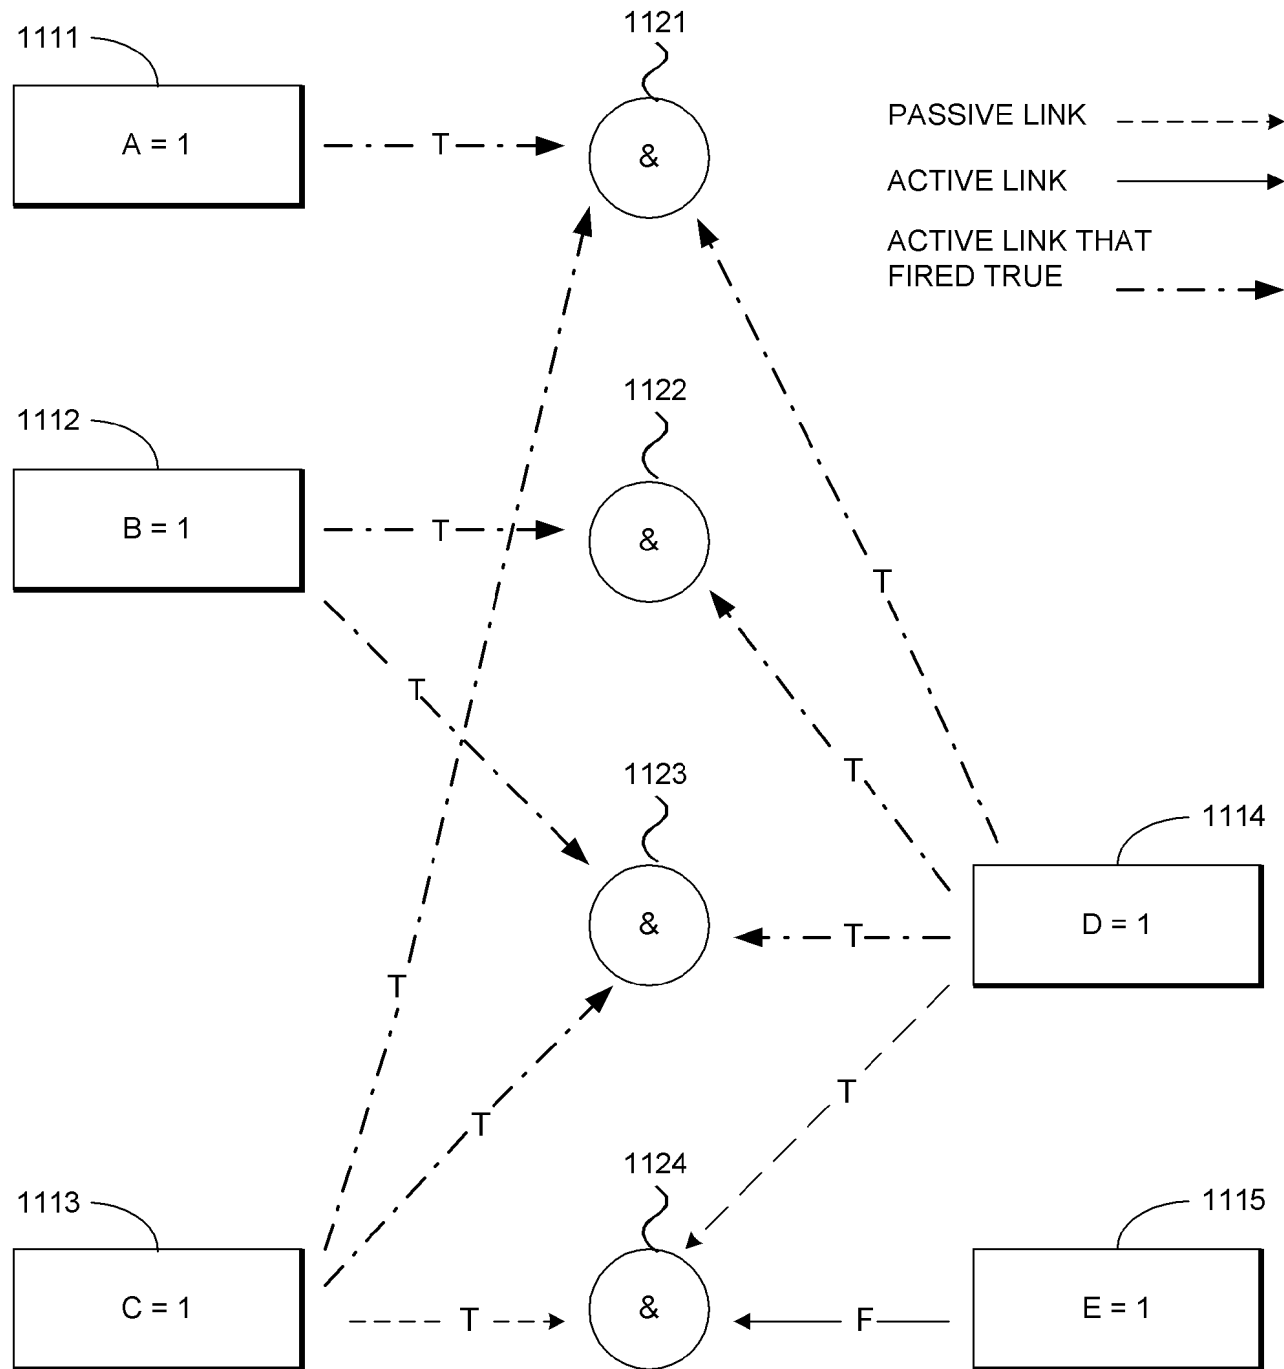 1111
1121
A = 1
T
&
PASSIVE LINK
ACTIVE LINK
ACTIVE LINK THAT
FIRED TRUE
1112
1122
B = 1
T
&
T
T
T
1123
1114
&
T
D = 1
T
T
T
1113
1124
1115
C = 1
T
&
F
E = 1